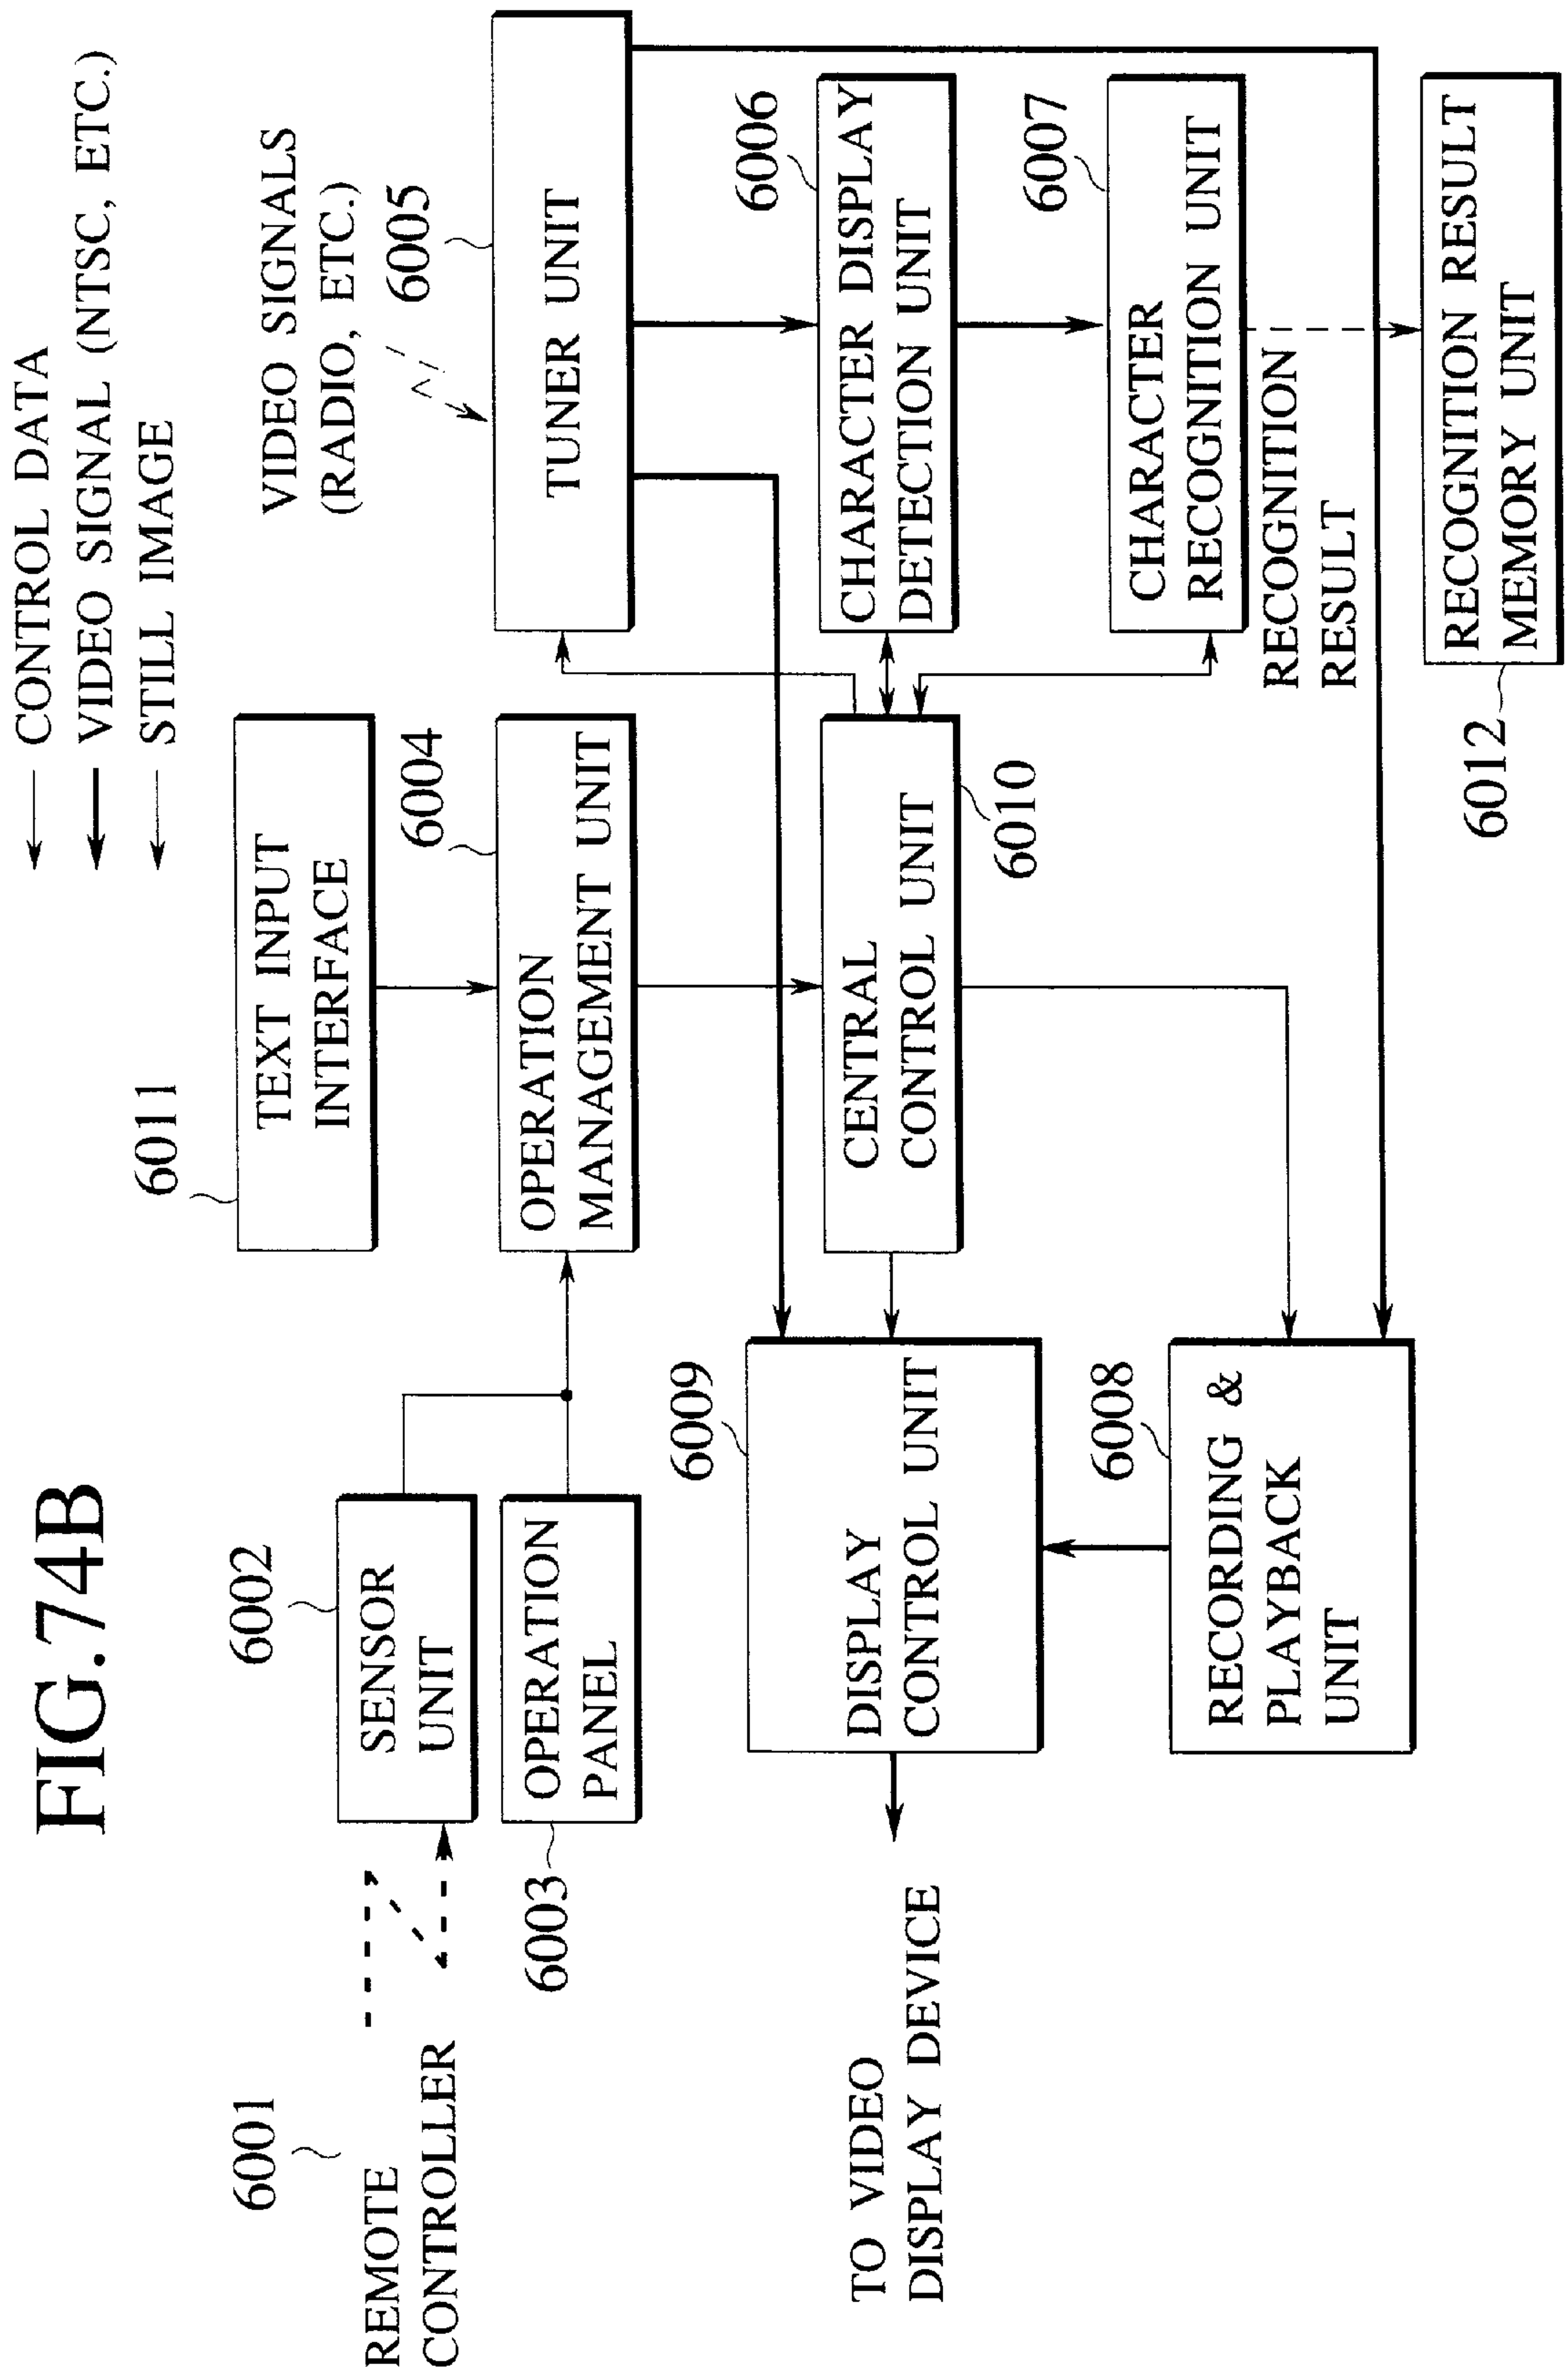 FIG.74B
CONTROL DATA
VIDEO SIGNAL (NTSC, ETC.)
STILL IMAGE
6011
TEXT INPUT
INTERFACE
VIDEO SIGNALS
(RADIO, ETC.)
6001
REMOTE
CONTROLLER
6002
SENSOR
UNIT
6003
OPERATION
PANEL
6004
OPERATION
MANAGEMENT UNIT
6005
TUNER UNIT
6009
DISPLAY
CONTROL UNIT
TO VIDEO
DISPLAY DEVICE
CENTRAL
CONTROL UNIT
6010
6006
CHARACTER DISPLAY
DETECTION UNIT
6007
CHARACTER
RECOGNITION UNIT
6008
RECORDING &
PLAYBACK
UNIT
RECOGNITION
RESULT
6012
RECOGNITION RESULT
MEMORY UNIT